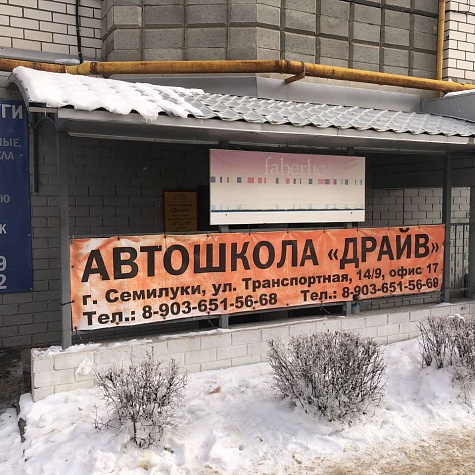 faberlic
АВТОШКОЛА «ДРАЙВ»
г. Семилуки, ул. Транспортная, 14/9, офис 17
Тел.: 8-903-651-56-68 Тел.: 8-903-651-56-69